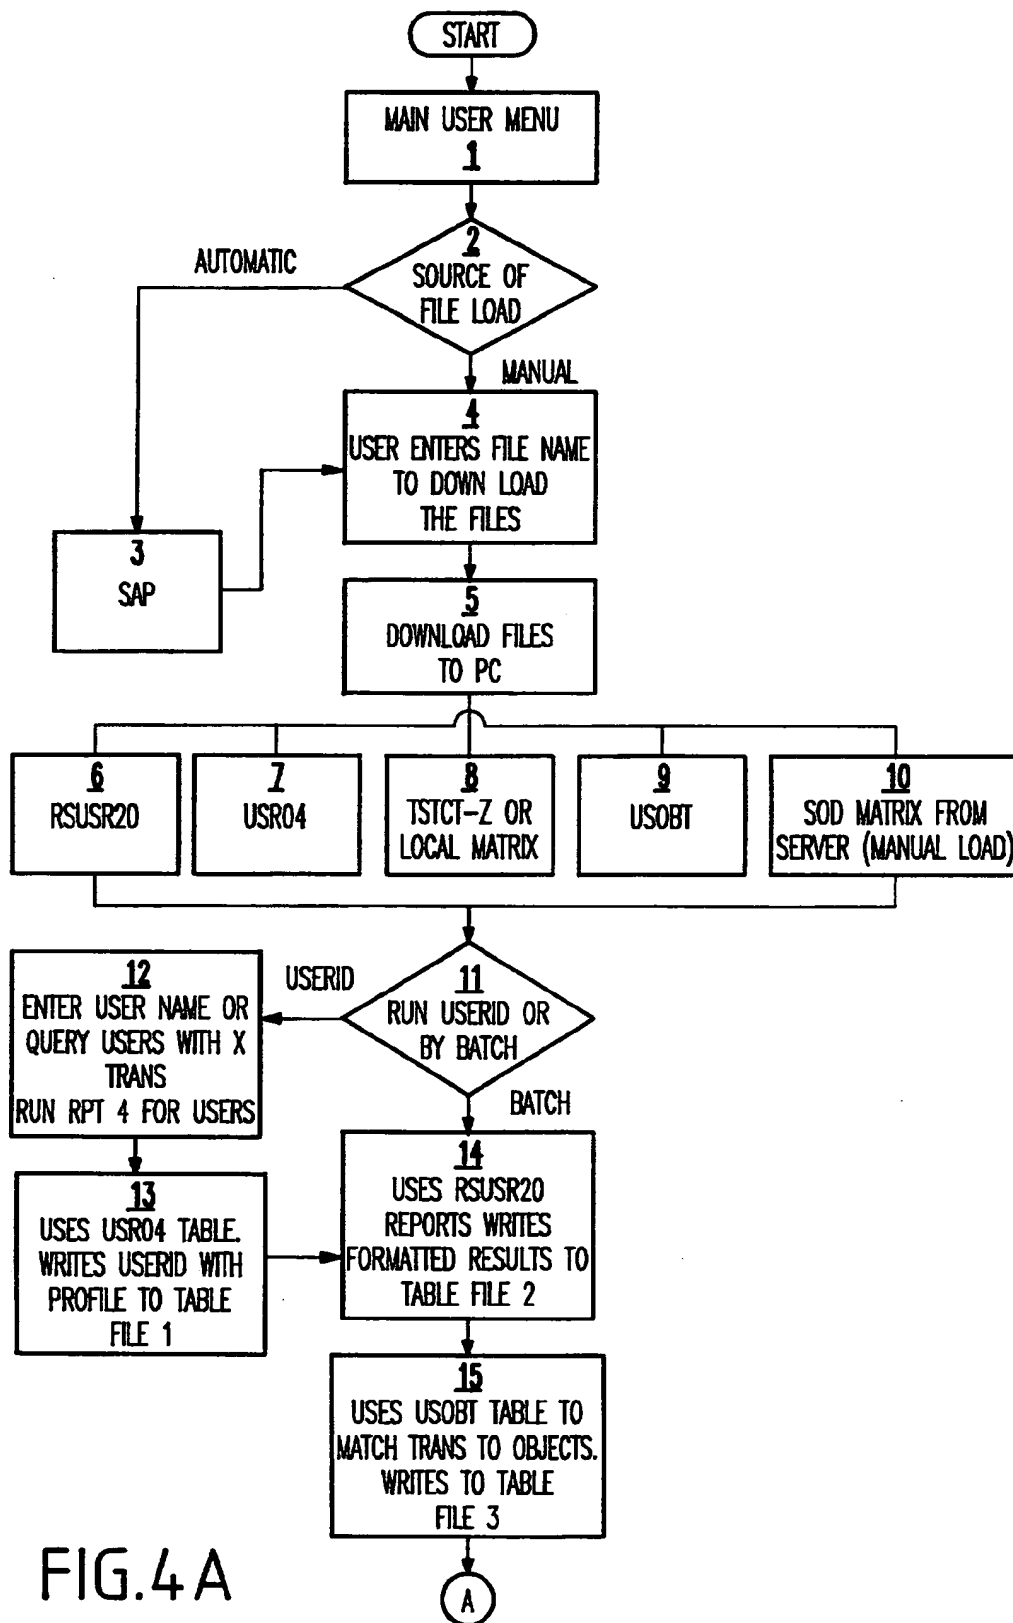 START
MAIN USER MENU
1
2
SOURCE OF
FILE LOAD
AUTOMATIC
MANUAL
4
USER ENTERS FILE NAME
TO DOWN LOAD
THE FILES
3
SAP
5
DOWNLOAD FILES
TO PC
6
RSUSR20
7
USR04
8
TSTCT-Z OR
LOCAL MATRIX
9
USOBT
10
SOD MATRIX FROM
SERVER (MANUAL LOAD)
11
RUN USERID OR
BY BATCH
USERID
BATCH
12
ENTER USER NAME OR
QUERY USERS WITH X
TRANS
RUN RPT 4 FOR USERS
13
USES USR04 TABLE.
WRITES USERID WITH
PROFILE TO TABLE
FILE 1
14
USES RSUSR20
REPORTS WRITES
FORMATTED RESULTS TO
TABLE FILE 2
15
USES USOBT TABLE TO
MATCH TRANS TO OBJECTS.
WRITES TO TABLE
FILE 3
A
FIG.4A